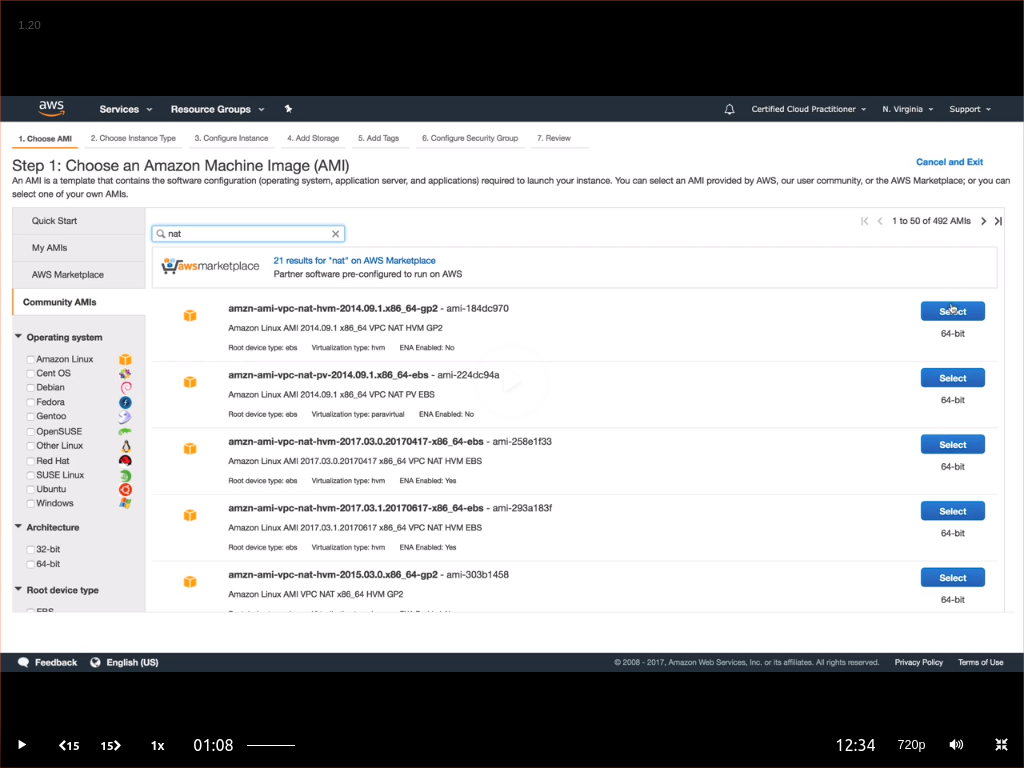 1.20
aws Services Resource Groups Certified Cloud Practitioner N. Virginia Support
1. Choose AMI 2. Choose Instance Type 3. Configure Instance 4. Add Storage 5. Add Tags 6. Configure Security Group 7. Review
Step 1: Choose an Amazon Machine Image (AMI)
Cancel and Exit
An AMI is a template that contains the software configuration (operating system, application server, and applications) required to launch your instance. You can select an AMI provided by AWS, our user community, or the AWS Marketplace; or you can
select one of your own AMIs.
Quick Start
My AMIs
AWS Marketplace
Community AMIs
Operating system
Amazon Linux
Cent OS
Debian
Fedora
Gentoo
OpenSUSE
Other Linux
Red Hat
SUSE Linux
Ubuntu
Windows
Architecture
32-bit
64-bit
Root device type
EBS
nat
1 to 50 of 492 AMIs
awsmarketplace
21 results for "nat" on AWS Marketplace
Partner software pre-configured to run on AWS
amzn-ami-vpc-nat-hvm-2014.09.1.x86_64-gp2 - ami-184dc970
Select
Amazon Linux AMI 2014.09.1 x86_64 VPC NAT HVM GP2
64-bit
Root device type: ebs Virtualization type: hvm ENA Enabled: No
amzn-ami-vpc-nat-pv-2014.09.1.x86_64-ebs - ami-224dc94a
Select
Amazon Linux AMI 2014.09.1 x86_64 VPC NAT PV EBS
64-bit
Root device type: ebs Virtualization type: paravirtual ENA Enabled: No
amzn-ami-vpc-nat-hvm-2017.03.0.20170417-x86_64-ebs - ami-258e1f33
Select
Amazon Linux AMI 2017.03.0.20170417 x86_64 VPC NAT HVM EBS
64-bit
Root device type: ebs Virtualization type: hvm ENA Enabled: Yes
amzn-ami-vpc-nat-hvm-2017.03.1.20170617-x86_64-ebs - ami-293a183f
Select
Amazon Linux AMI 2017.03.1.20170617 x86_64 VPC NAT HVM EBS
64-bit
Root device type: ebs Virtualization type: hvm ENA Enabled: Yes
amzn-ami-vpc-nat-hvm-2015.03.0.x86_64-gp2 - ami-303b1458
Select
Amazon Linux AMI VPC NAT x86_64 HVM GP2
64-bit
Feedback English (US) © 2008 - 2017, Amazon Web Services, Inc. or its affiliates. All rights reserved. Privacy Policy Terms of Use
15 15 1x 01:08 12:34 720p